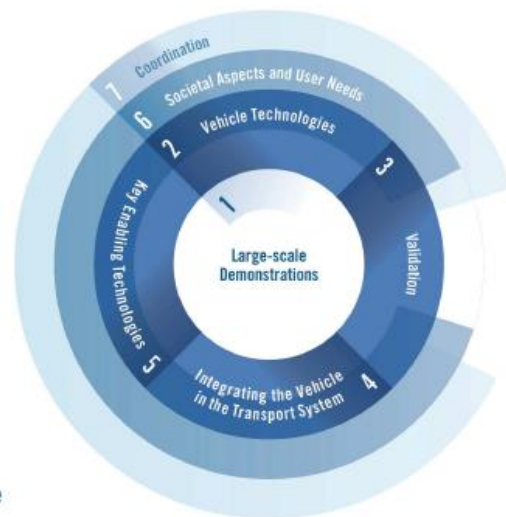 7 Coordination
6 Societal Aspects and User Needs
2 Vehicle Technologies
3
Validation
1
Large-scale
Demonstrations
Key Enabling Technologies
5
Integrating the Vehicle
in the Transport System
4
e